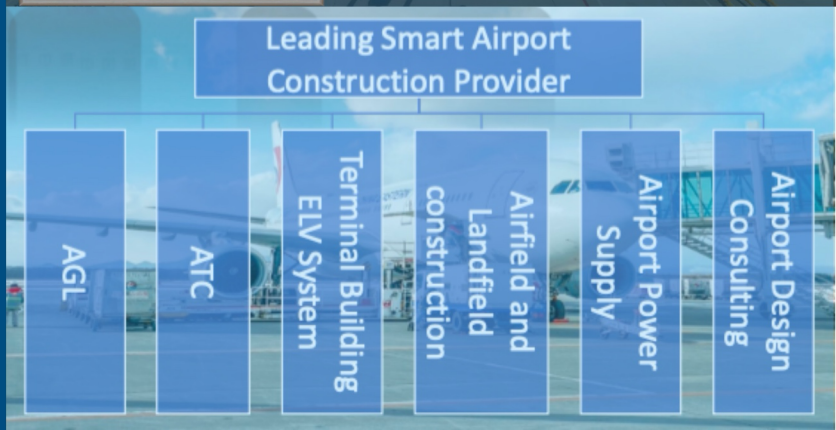 Leading Smart Airport
Construction Provider
AGL
ATC
Terminal Building
ELV System
Airfield and
Landfield
construction
Airport Power
Supply
Airport Design
Consulting